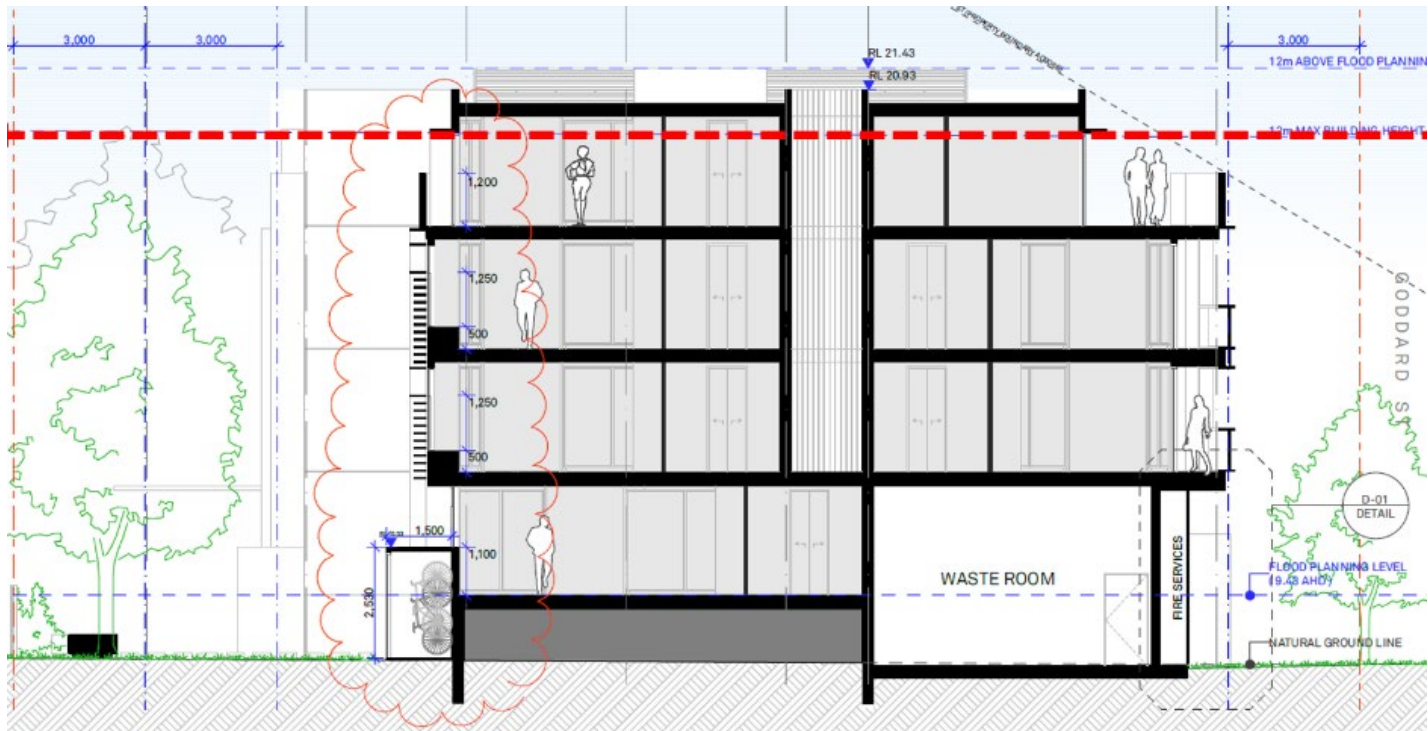 3,000
3,000
3,000
RL 21.43
12m ABOVE FLOOD PLANNIN
RL 20.93
12m MAX BUILDING HEIGHT
1,200
1,250
500
1,250
500
GODDARD ST
D-01
DETAIL
1,500
1,100
2,530
WASTE ROOM
FIRE SERVICES
FLOOD PLANNING LEVEL
(9.43 AHD)
NATURAL GROUND LINE